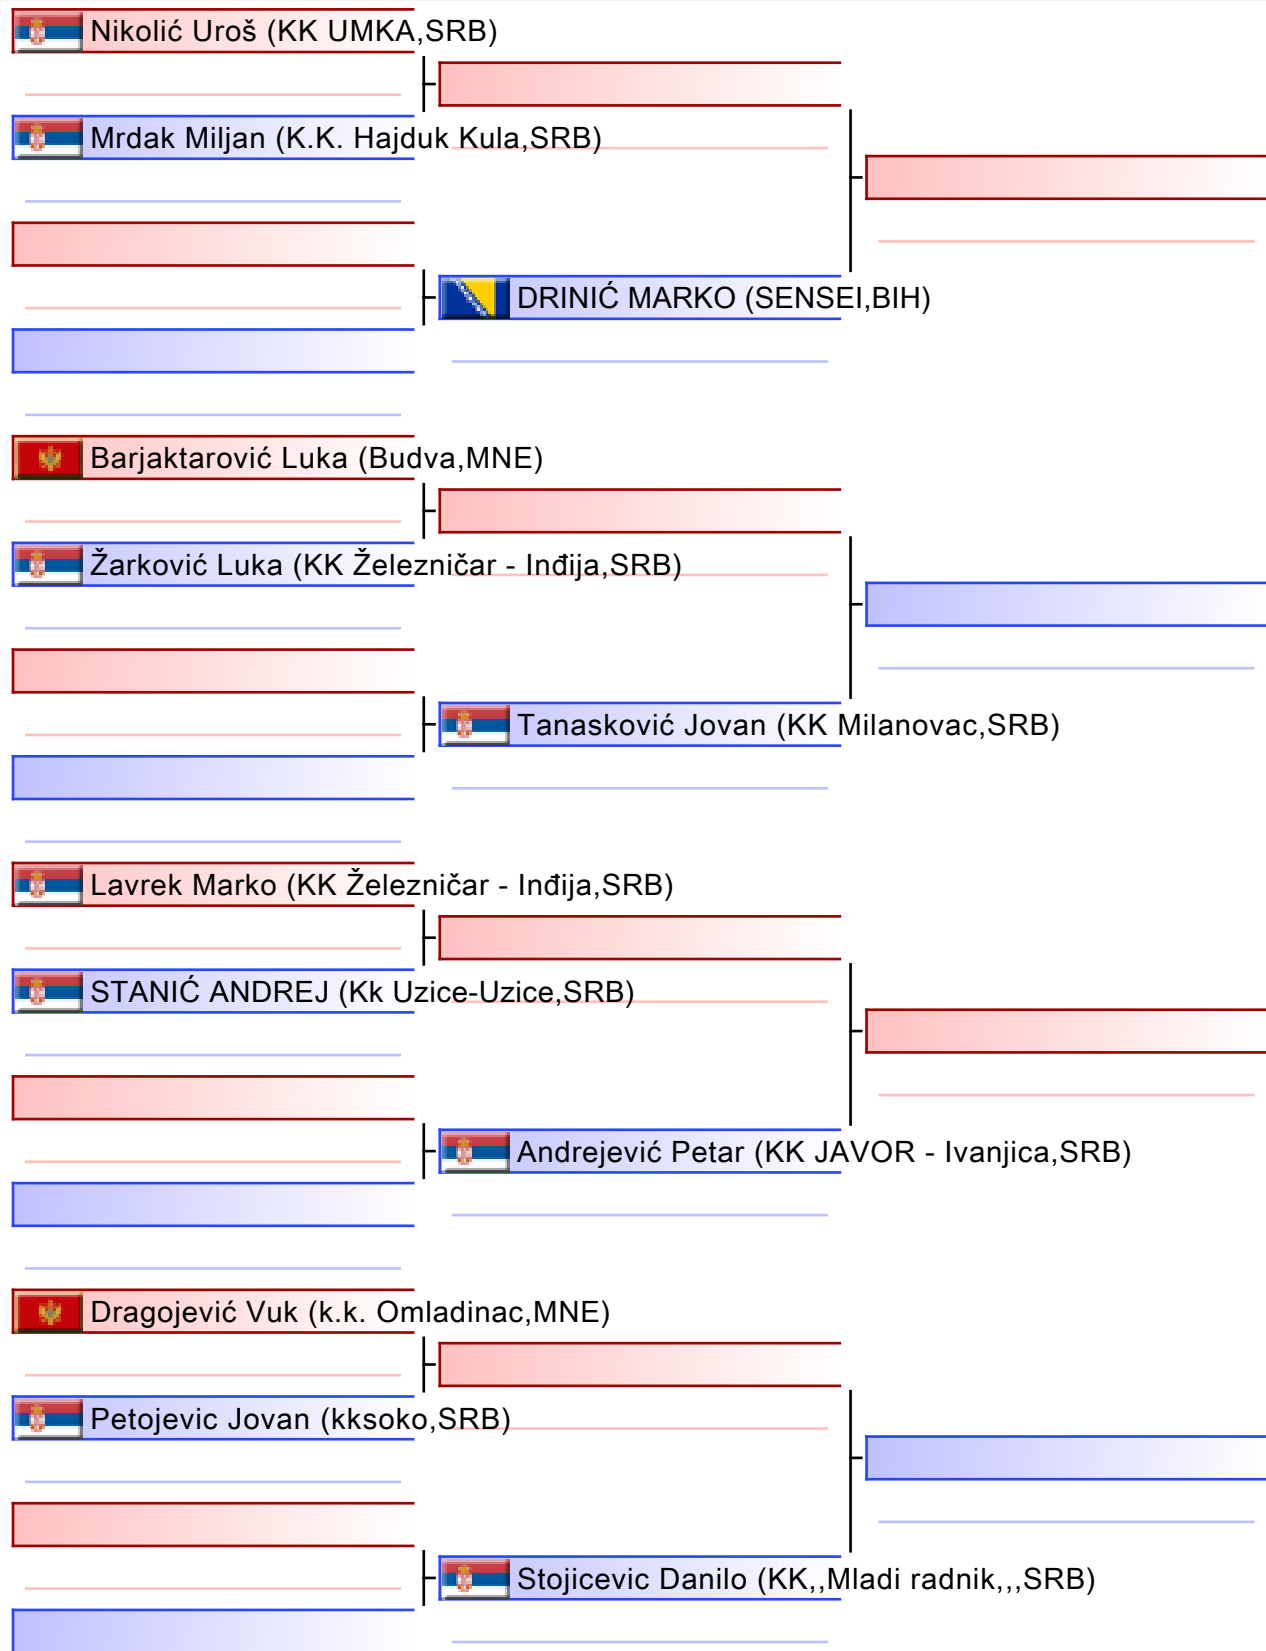 Nikolić Uroš (KK UMKA,SRB)
Mrdak Miljan (K.K. Hajduk Kula,SRB)
DRINIĆ MARKO (SENSEI,BIH)
Barjaktarović Luka (Budva,MNE)
Žarković Luka (KK Železničar - Inđija,SRB)
Tanasković Jovan (KK Milanovac,SRB)
Lavrek Marko (KK Železničar - Inđija,SRB)
STANIĆ ANDREJ (Kk Uzice-Uzice,SRB)
Andrejević Petar (KK JAVOR - Ivanjica,SRB)
Dragojević Vuk (k.k. Omladinac,MNE)
Petojevic Jovan (kksoko,SRB)
Stojicevic Danilo (KK,,Mladi radnik,,,SRB)